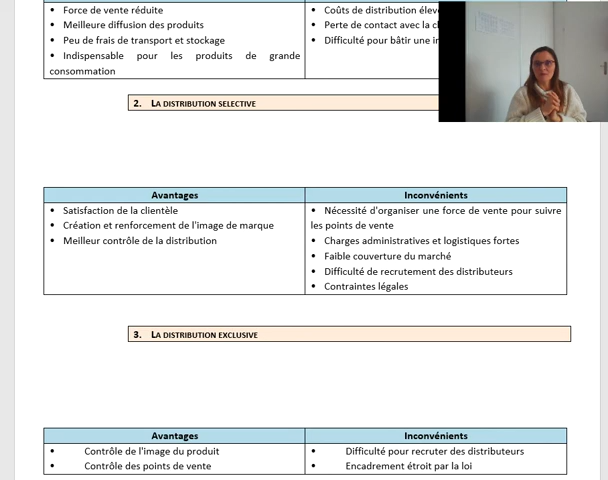 • Force de vente réduite
• Meilleure diffusion des produits
• Peu de frais de transport et stockage
• Indispensable pour les produits de grande
consommation
• Coûts de distribution
• Perte de contact avec la
• Difficulté pour bâtir une
2. LA DISTRIBUTION SELECTIVE
Avantages
• Satisfaction de la clientèle
• Création et renforcement de l'image de marque
• Meilleur contrôle de la distribution
Inconvénients
• Nécessité d'organiser une force de vente pour suivre
les points de vente
• Charges administratives et logistiques fortes
• Faible couverture du marché
• Difficulté de recrutement des distributeurs
• Contraintes légales
3. LA DISTRIBUTION EXCLUSIVE
Avantages
• Contrôle de l'image du produit
• Contrôle des points de vente
Inconvénients
• Difficulté pour recruter des distributeurs
• Encadrement étroit par la loi